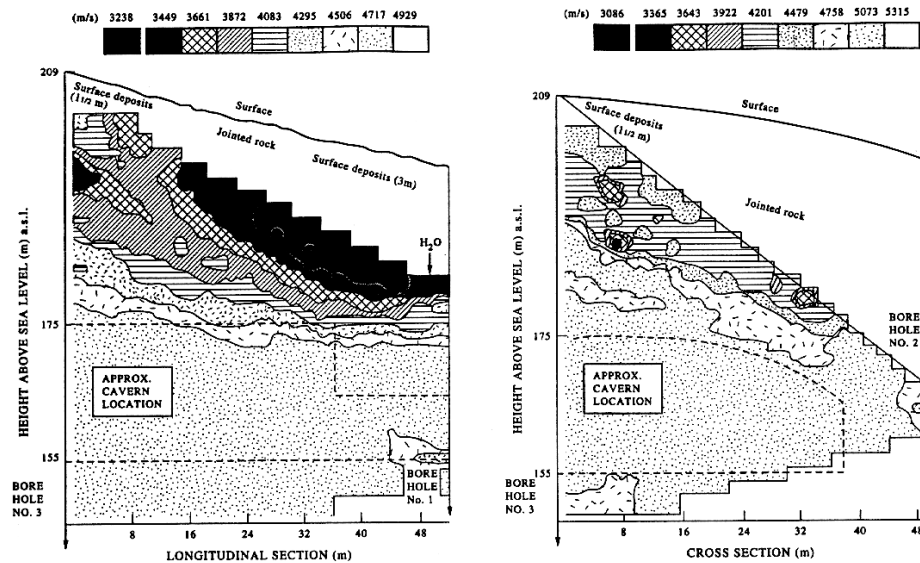 (m/s) 3238 3449 3661 3872 4083 4295 4506 4717 4929
209
Surface deposits
(1 1/2 m)
Surface
Jointed rock
Surface deposits (3m)
H2O
HEIGHT ABOVE SEA LEVEL (m) a.s.l.
175
APPROX.
CAVERN
LOCATION
155
BORE
HOLE
NO. 3
BORE
HOLE
No. 1
8 16 24 32 40 48
LONGITUDINAL SECTION (m)
(m/s) 3086 3365 3643 3922 4201 4479 4758 5073 5315
209
Surface deposits
(1 1/2 m)
Surface
Jointed rock
HEIGHT ABOVE SEA LEVEL (m) a.s.l.
175
BORE
HOLE
NO. 2
APPROX.
CAVERN
LOCATION
155
BORE
HOLE
NO. 3
8 16 24 32 40 48
CROSS SECTION (m)